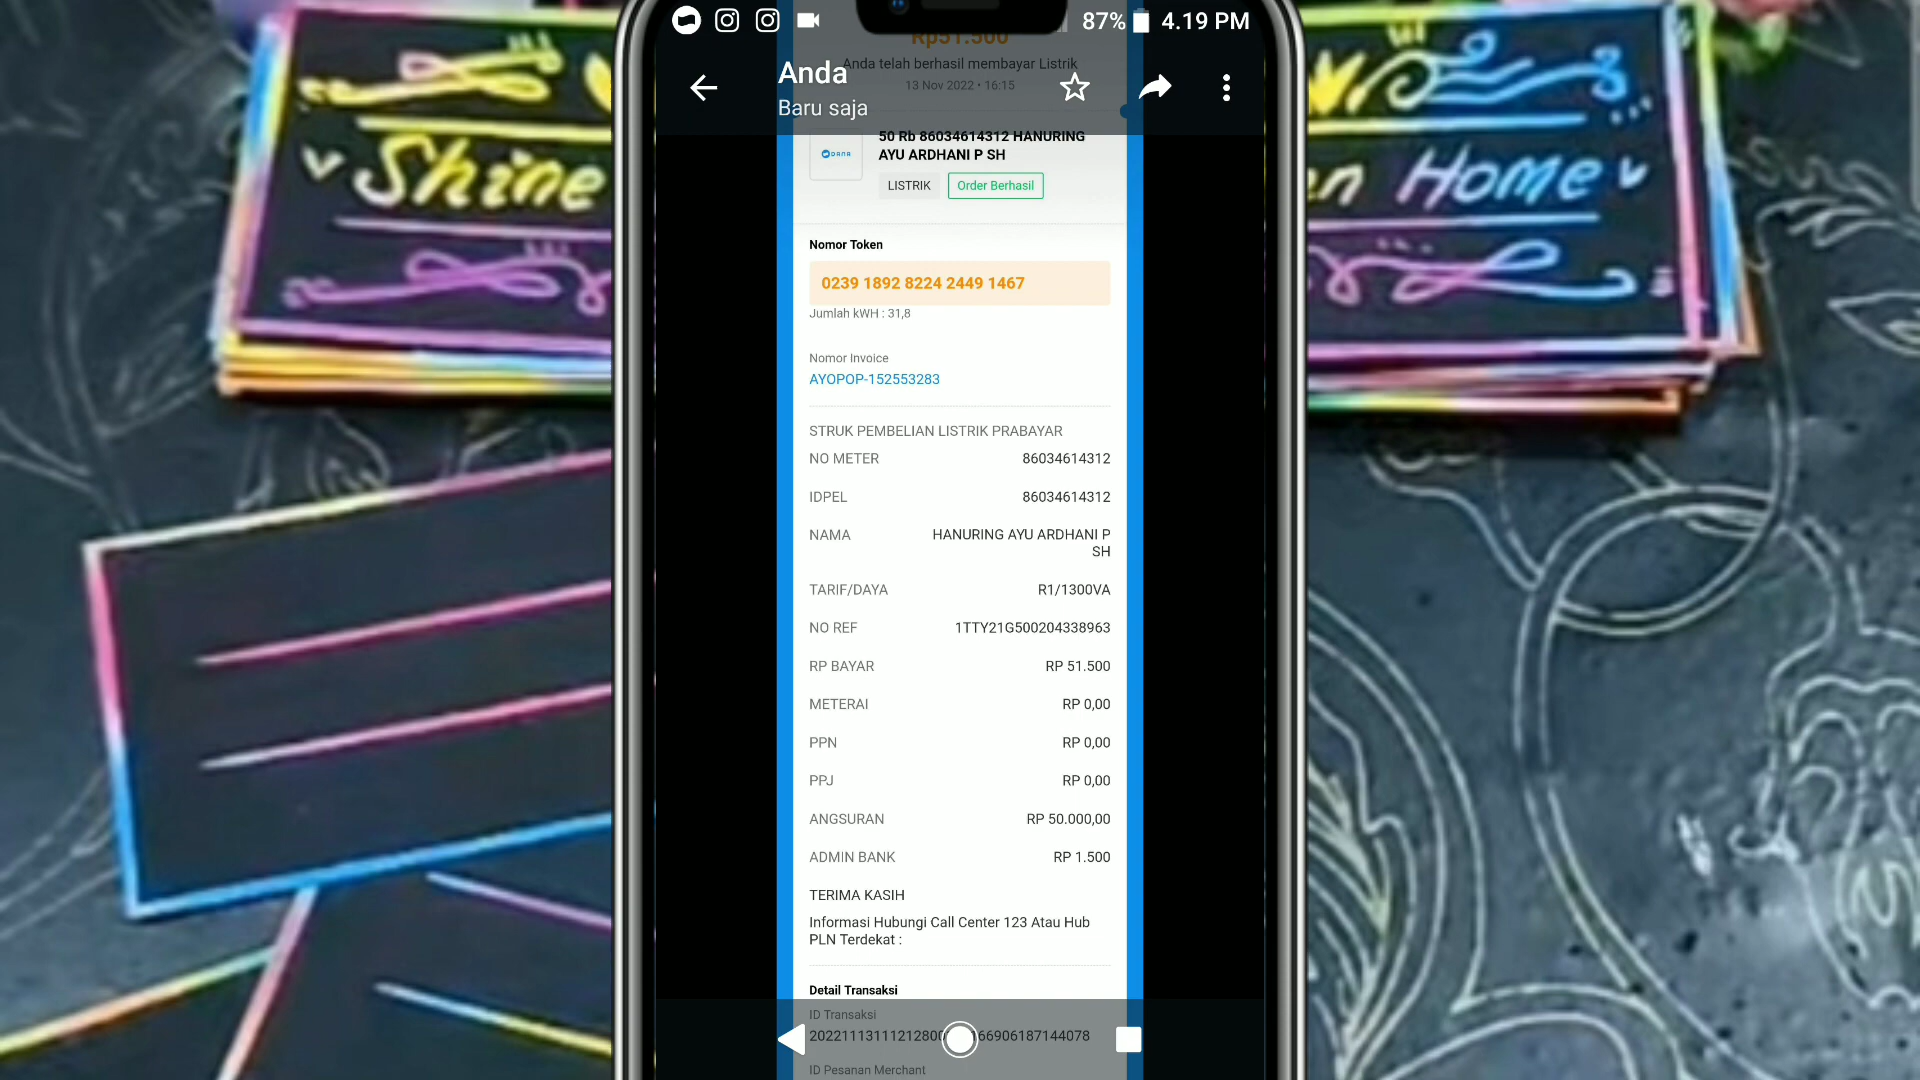 87% 4.19 PM
Rp51.500
Anda
Anda telah berhasil membayar Listrik
13 Nov 2022 • 16:15
Baru saja
DANA
50 Rb 86034614312 HANURING
AYU ARDHANI P SH
LISTRIK Order Berhasil
Nomor Token
0239 1892 8224 2449 1467
Jumlah kWH : 31,8
Nomor Invoice
AYOPOP-152553283
STRUK PEMBELIAN LISTRIK PRABAYAR
NO METER 86034614312
IDPEL 86034614312
NAMA HANURING AYU ARDHANI P
SH
TARIF/DAYA R1/1300VA
NO REF 1TTY21G500204338963
RP BAYAR RP 51.500
METERAI RP 0,00
PPN RP 0,00
PPJ RP 0,00
ANGSURAN RP 50.000,00
ADMIN BANK RP 1.500
TERIMA KASIH
Informasi Hubungi Call Center 123 Atau Hub
PLN Terdekat :
Detail Transaksi
ID Transaksi
ID Pesanan Merchant
Shine
Home